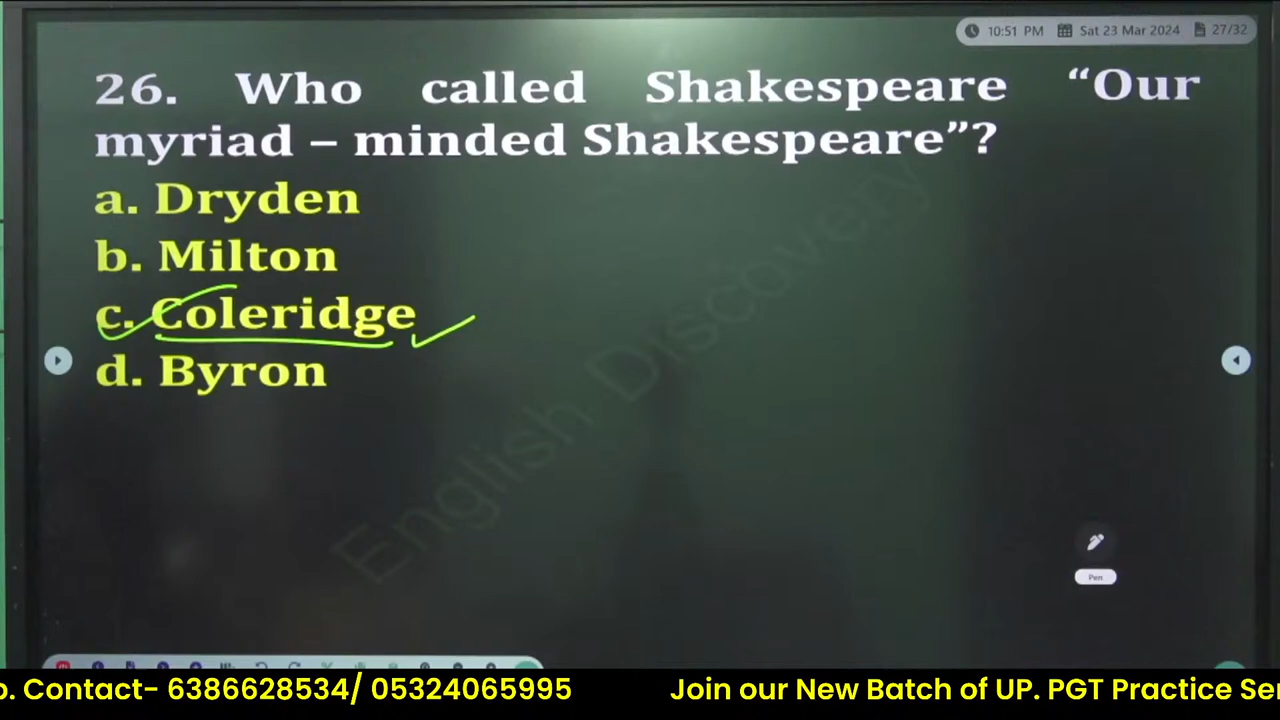 10:51 PM Sat 23 Mar 2024 27/32
26. Who called Shakespeare “Our
myriad – minded Shakespeare”?
a. Dryden
b. Milton
c. Coleridge
d. Byron
English Discovery
Pen
Contact- 6386628534/ 05324065995 Join our New Batch of UP. PGT Practice